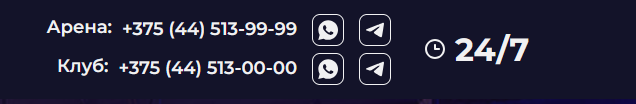 Арена: +375 (44) 513-99-99
Клуб: +375 (44) 513-00-00
24/7